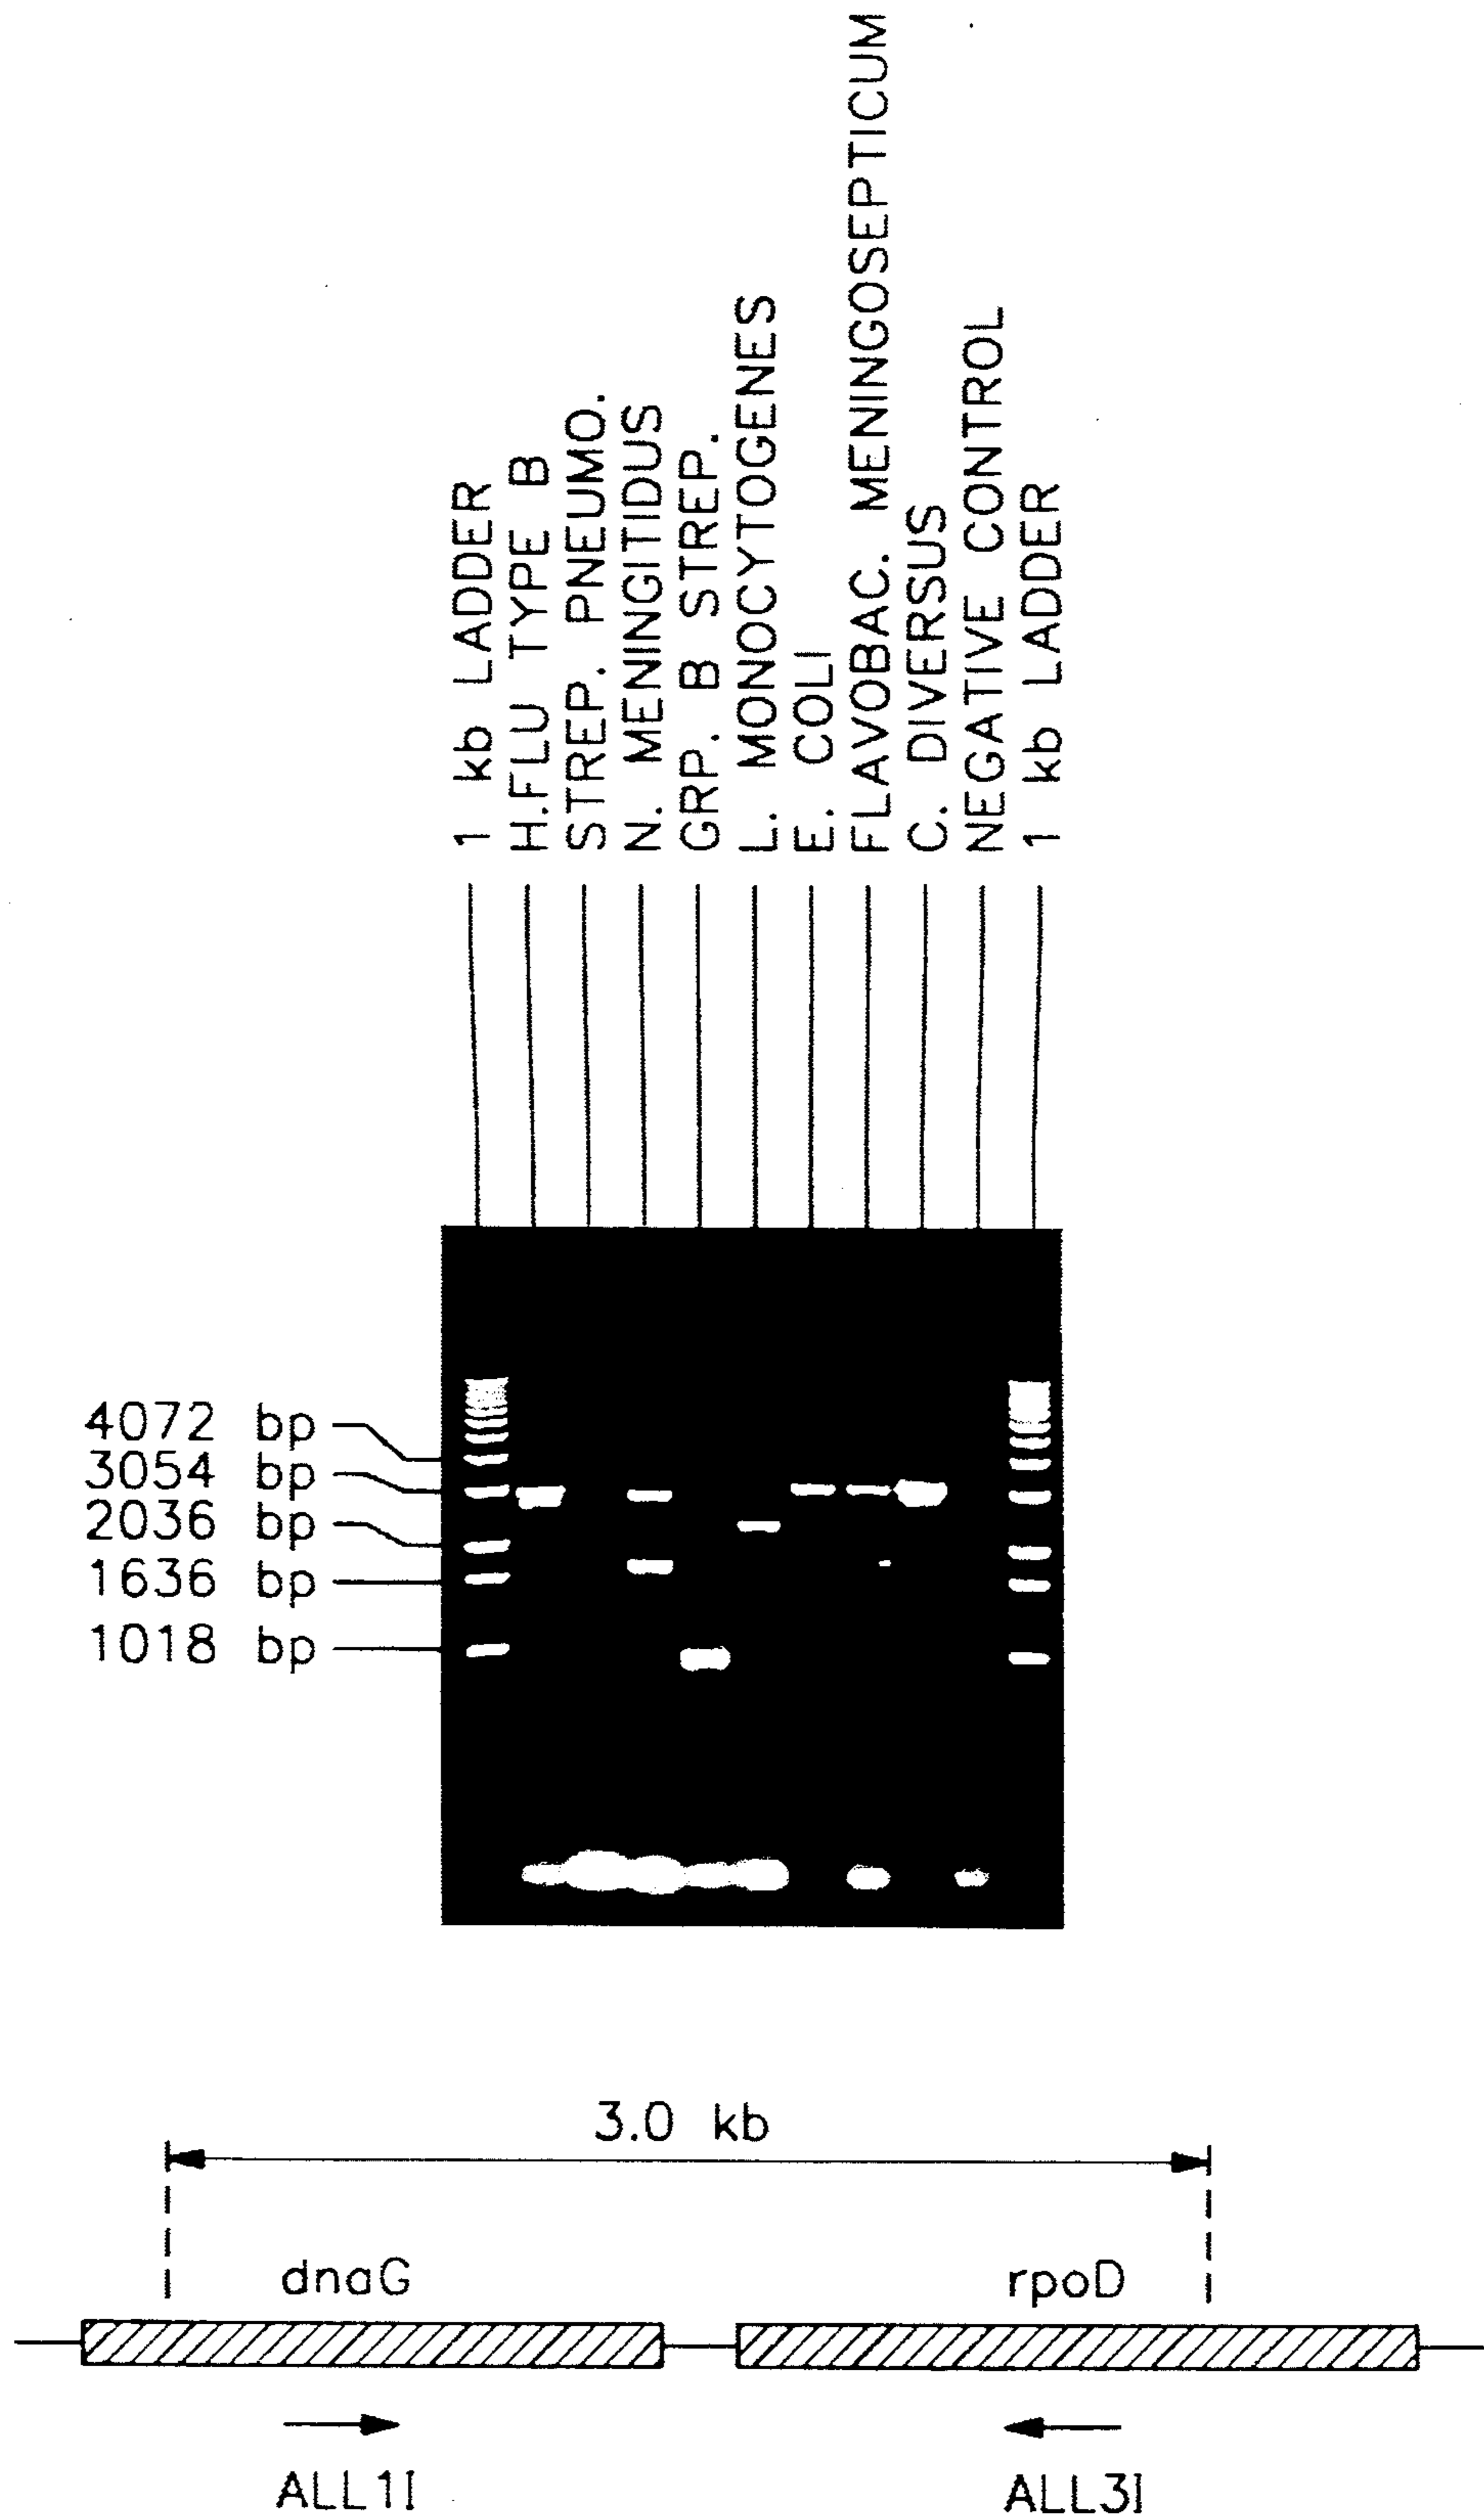 1 kb LADDER
H.FLU TYPE B
STREP. PNEUMO.
N. MENINGITIDUS
GRP. B STREP.
L. MONOCYTOGENES
E. COLI
FLAVOBAC. MENINGOSEPTICUM
C. DIVERSUS
NEGATIVE CONTROL
1 kb LADDER
4072 bp
3054 bp
2036 bp
1636 bp
1018 bp
3.0 kb
dnaG
rpoD
ALL1I
ALL3I